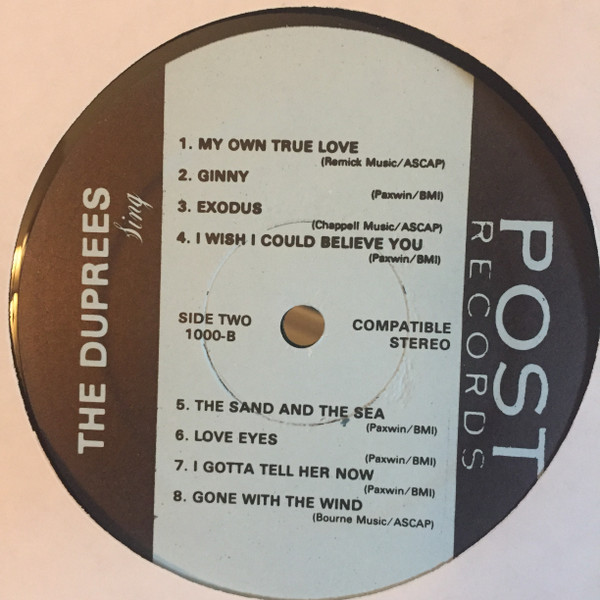 THE DUPREES
Sing
1. MY OWN TRUE LOVE
(Remick Music/ASCAP)
2. GINNY
(Paxwin/BMI)
3. EXODUS
(Chappell Music/ASCAP)
4. I WISH I COULD BELIEVE YOU
(Paxwin/BMI)
SIDE TWO
1000-B
COMPATIBLE
STEREO
5. THE SAND AND THE SEA
(Paxwin/BMI)
6. LOVE EYES
(Paxwin/BMI)
7. I GOTTA TELL HER NOW
(Paxwin/BMI)
8. GONE WITH THE WIND
(Bourne Music/ASCAP)
POST
RECORDS